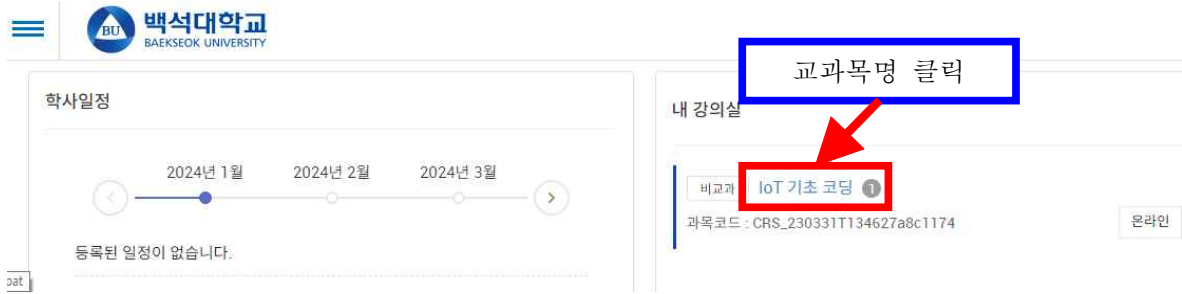 BU
백석대학교
BAEKSEOK UNIVERSITY
교과목명 클릭
학사일정
2024년 1월 2024년 2월 2024년 3월
등록된 일정이 없습니다.
내 강의실
비교과 IoT 기초 코딩 1
과목코드 : CRS_230331T134627a8c1174
온라인